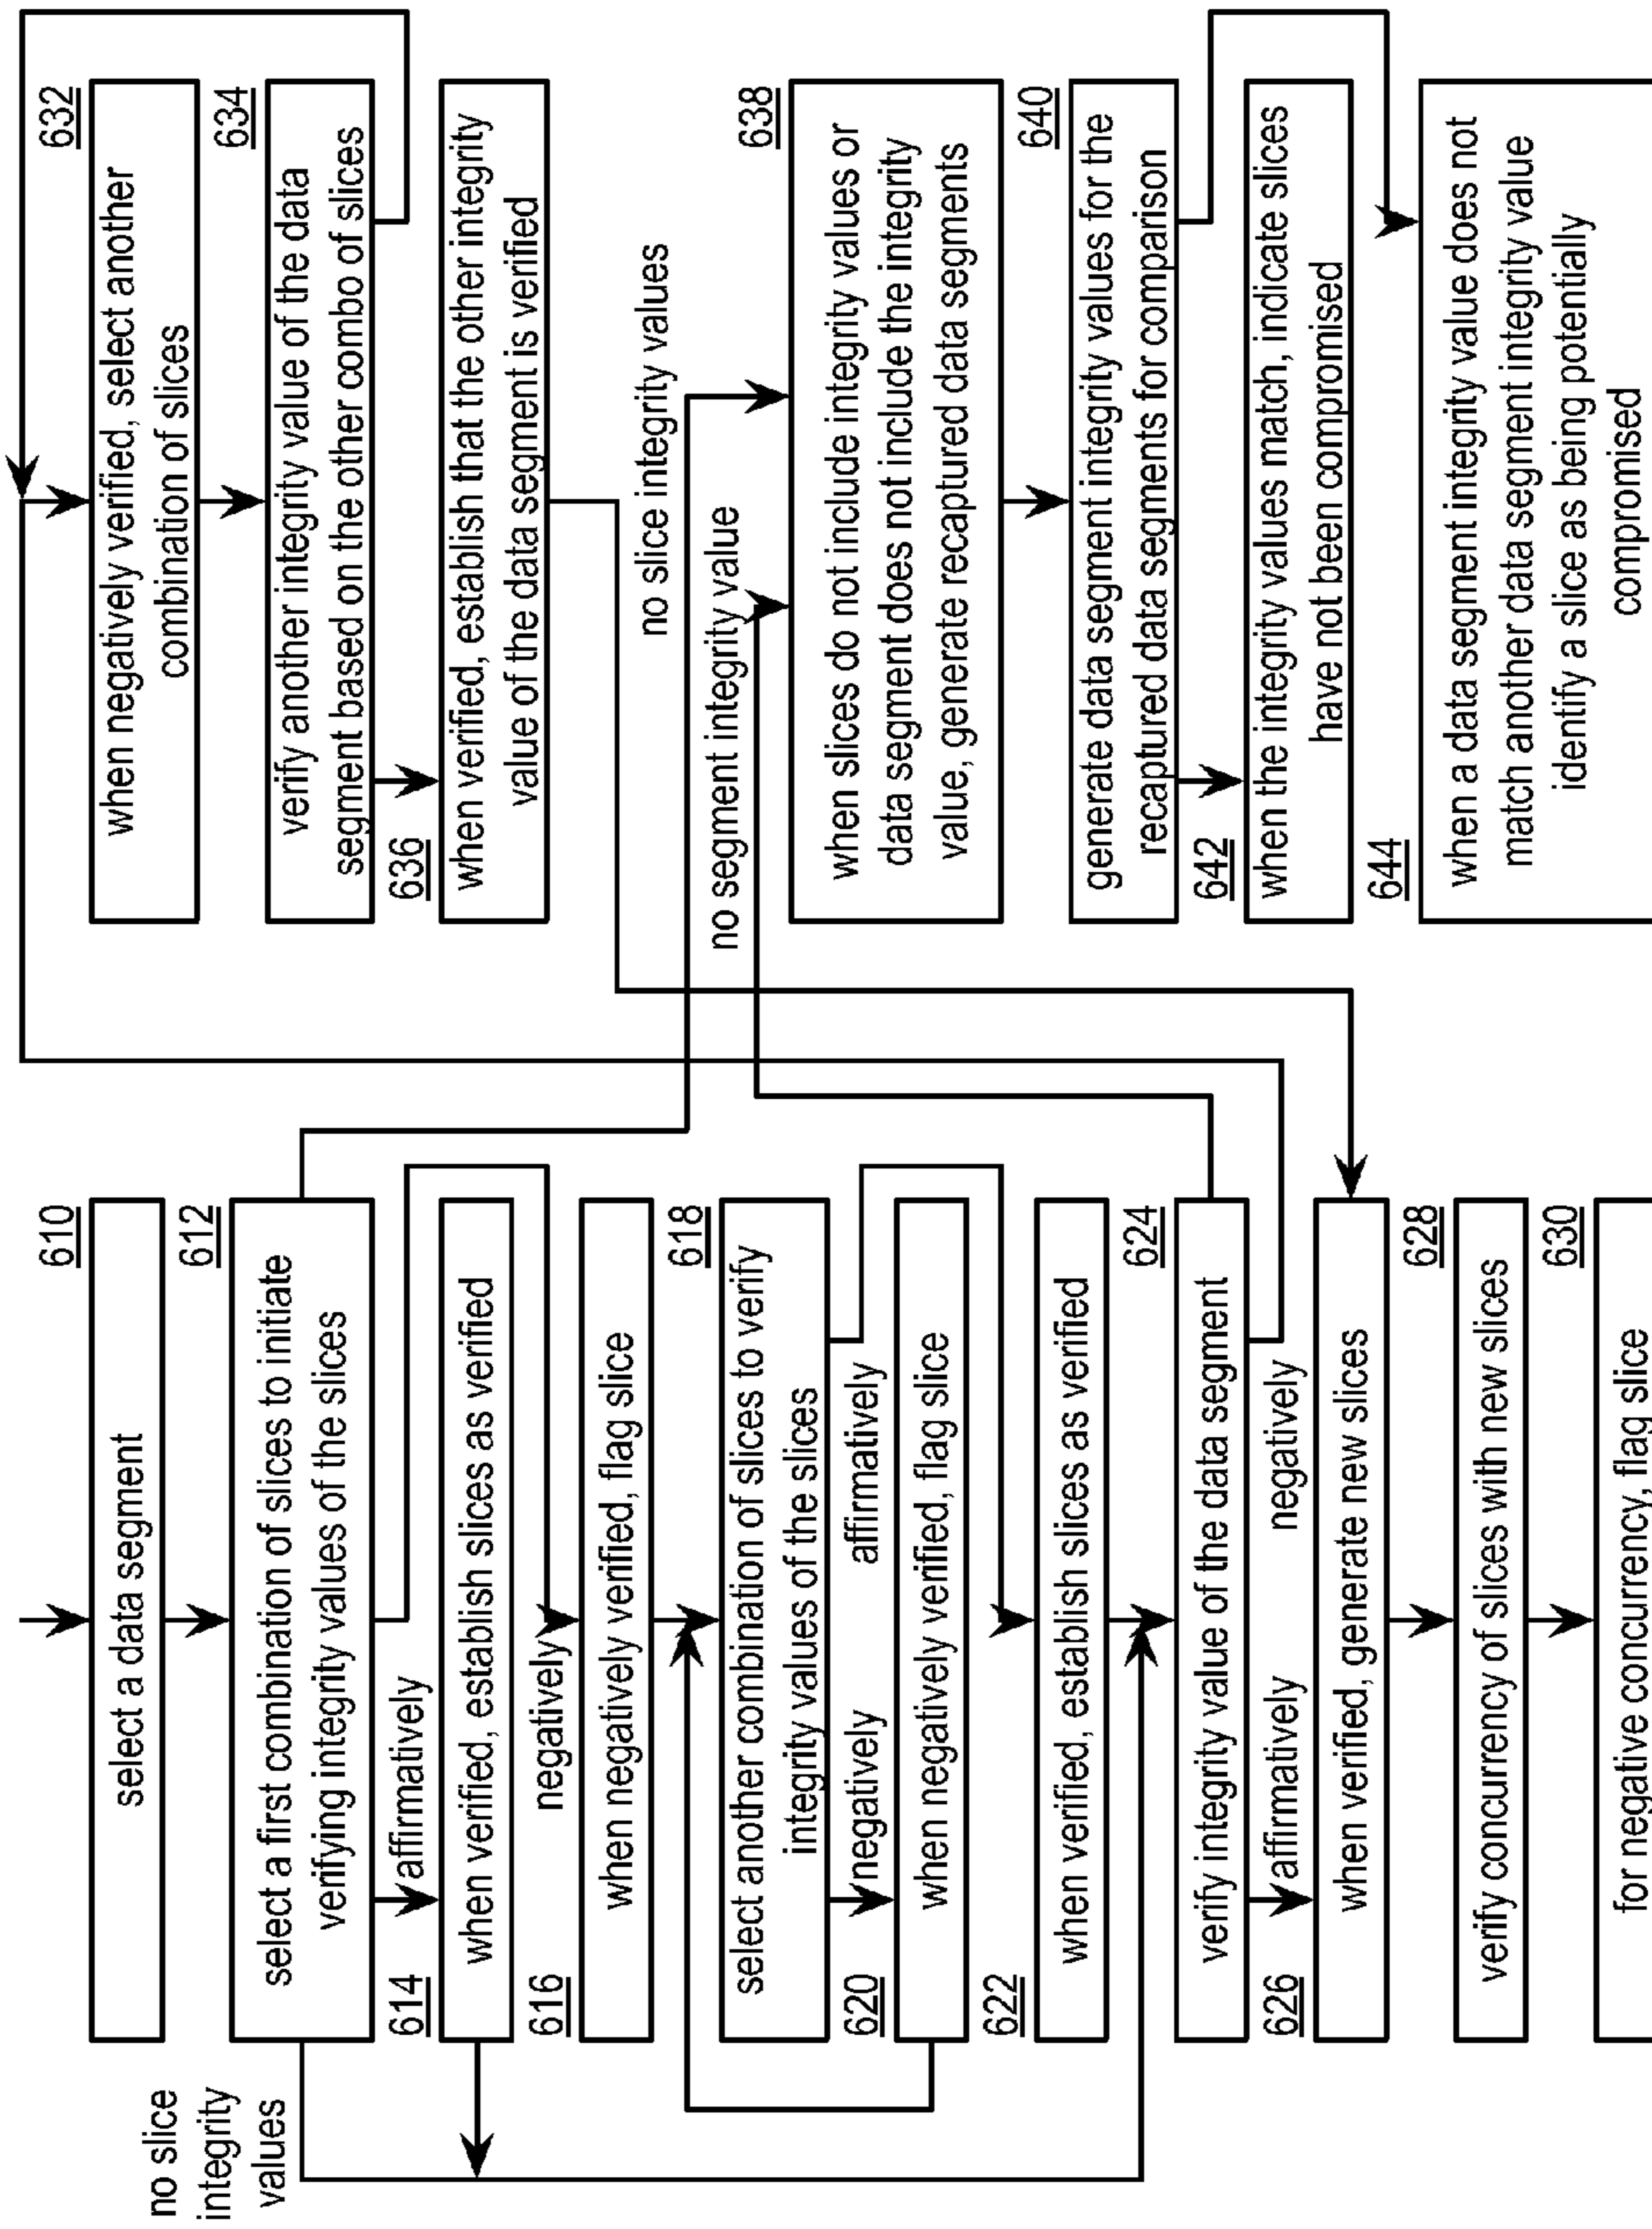 610
select a data segment
612
select a first combination of slices to initiate
verifying integrity values of the slices
no slice
integrity
values
affirmatively
614
when verified, establish slices as verified
negatively
616
when negatively verified, flag slice
618
select another combination of slices to verify
integrity values of the slices
negatively
affirmatively
620
when negatively verified, flag slice
622
when verified, establish slices as verified
624
verify integrity value of the data segment
affirmatively
negatively
626
when verified, generate new slices
628
verify concurrency of slices with new slices
630
for negative concurrency, flag slice
632
when negatively verified, select another
combination of slices
634
verify another integrity value of the data
segment based on the other combo of slices
636
when verified, establish that the other integrity
value of the data segment is verified
no slice integrity values
no segment integrity value
638
when slices do not include integrity values or
data segment does not include the integrity
value, generate recaptured data segments
640
generate data segment integrity values for the
recaptured data segments for comparison
642
when the integrity values match, indicate slices
have not been compromised
644
when a data segment integrity value does not
match another data segment integrity value
identify a slice as being potentially
compromised